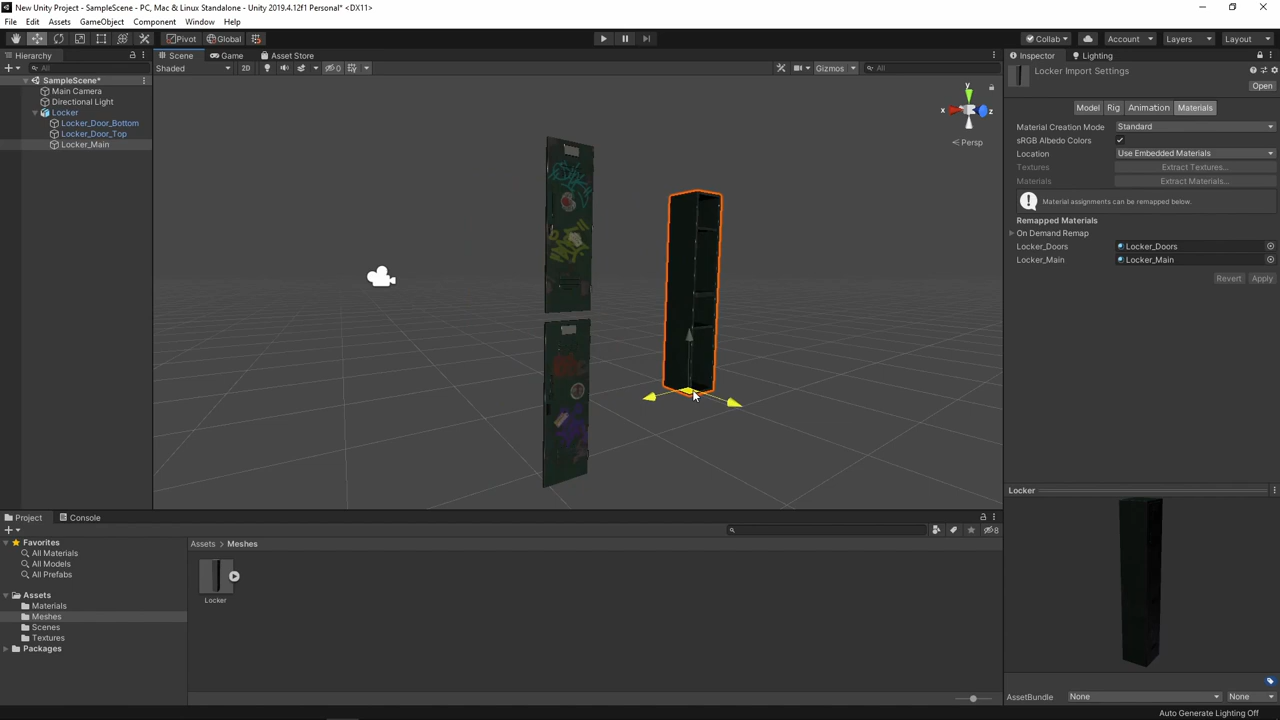 New Unity Project - SampleScene - PC, Mac & Linux Standalone - Unity 2019.4.12f1 Personal* <DX11>
File Edit Assets GameObject Component Window Help
Pivot Global Collab Account Layers Layout
Hierarchy Scene Game Asset Store Inspector Lighting
All Shaded 2D 0 Gizmos All Locker Import Settings
Open
SampleScene*
Main Camera
Directional Light
Locker
Locker_Door_Bottom
Locker_Door_Top
Locker_Main
y
x
z
Persp
Model Rig Animation Materials
Material Creation Mode Standard
sRGB Albedo Colors
Location Use Embedded Materials
Textures Extract Textures...
Materials Extract Materials...
Material assignments can be remapped below.
Remapped Materials
On Demand Remap
Locker_Doors Locker_Doors
Locker_Main Locker_Main
Revert Apply
Locker
Project Console
8
Favorites
All Materials
All Models
All Prefabs
Assets
Materials
Meshes
Scenes
Textures
Packages
Assets > Meshes
Locker
AssetBundle None None
Auto Generate Lighting Off